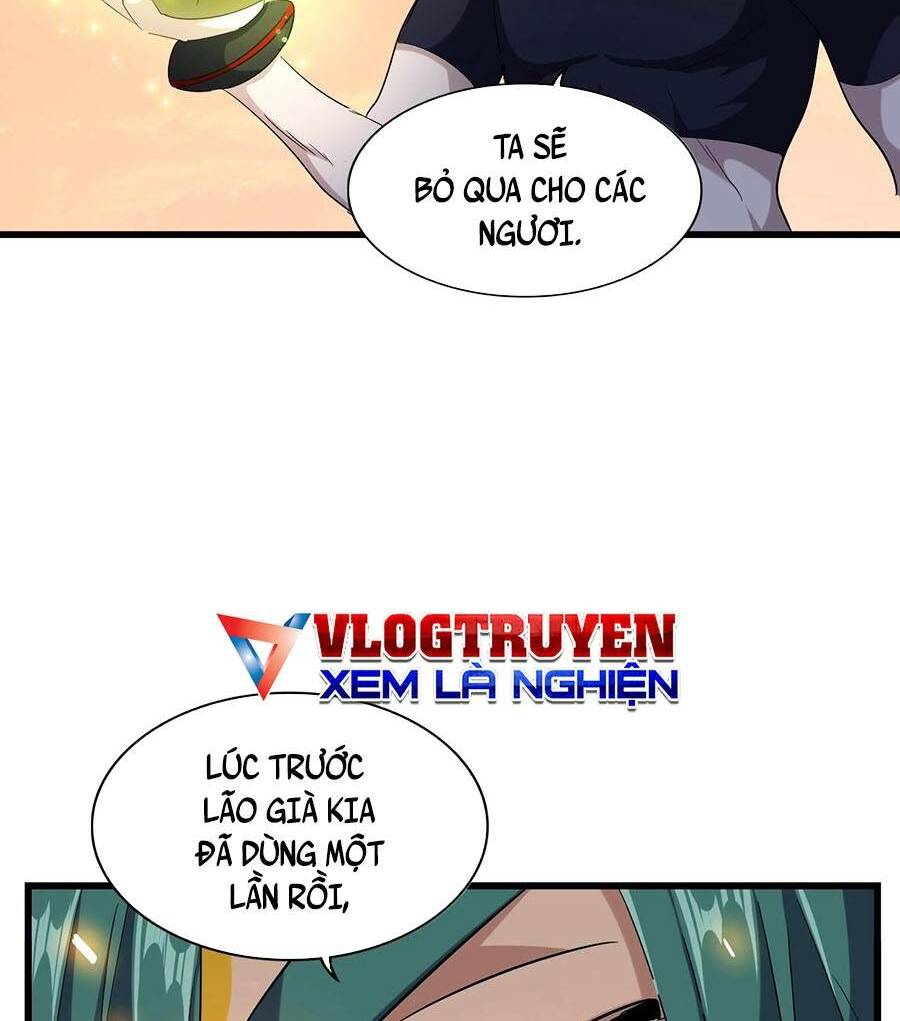 TA SẼ
BỎ QUA CHO CÁC
NGƯƠI.
VLOGTRUYEN
XEM LÀ NGHIỆN
LÚC TRƯỚC
LÃO GIÀ KIA
ĐÃ DÙNG MỘT
LẦN RỒI,